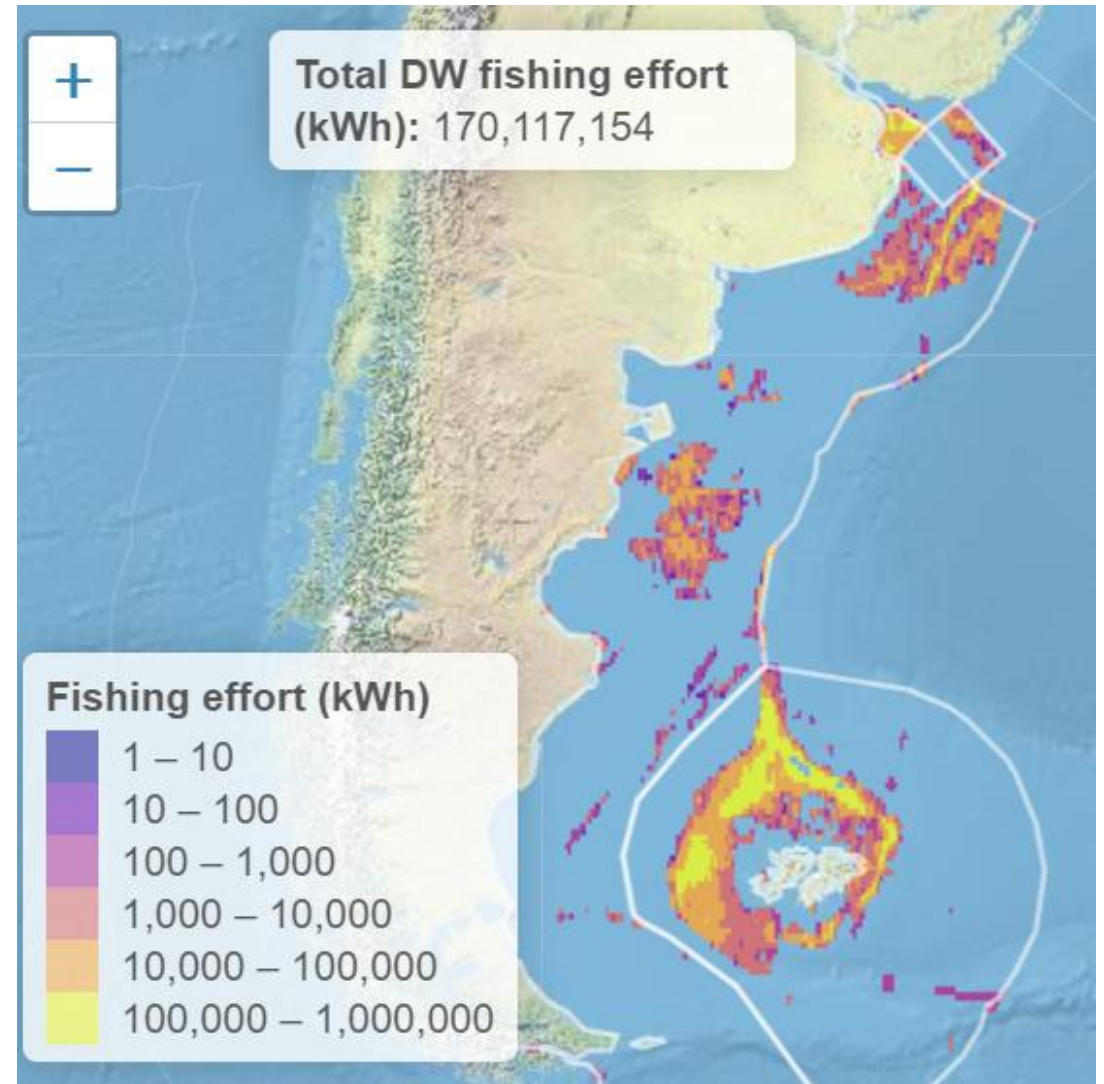 +
−
Total DW fishing effort
(kWh): 170,117,154
Fishing effort (kWh)
1 – 10
10 – 100
100 – 1,000
1,000 – 10,000
10,000 – 100,000
100,000 – 1,000,000